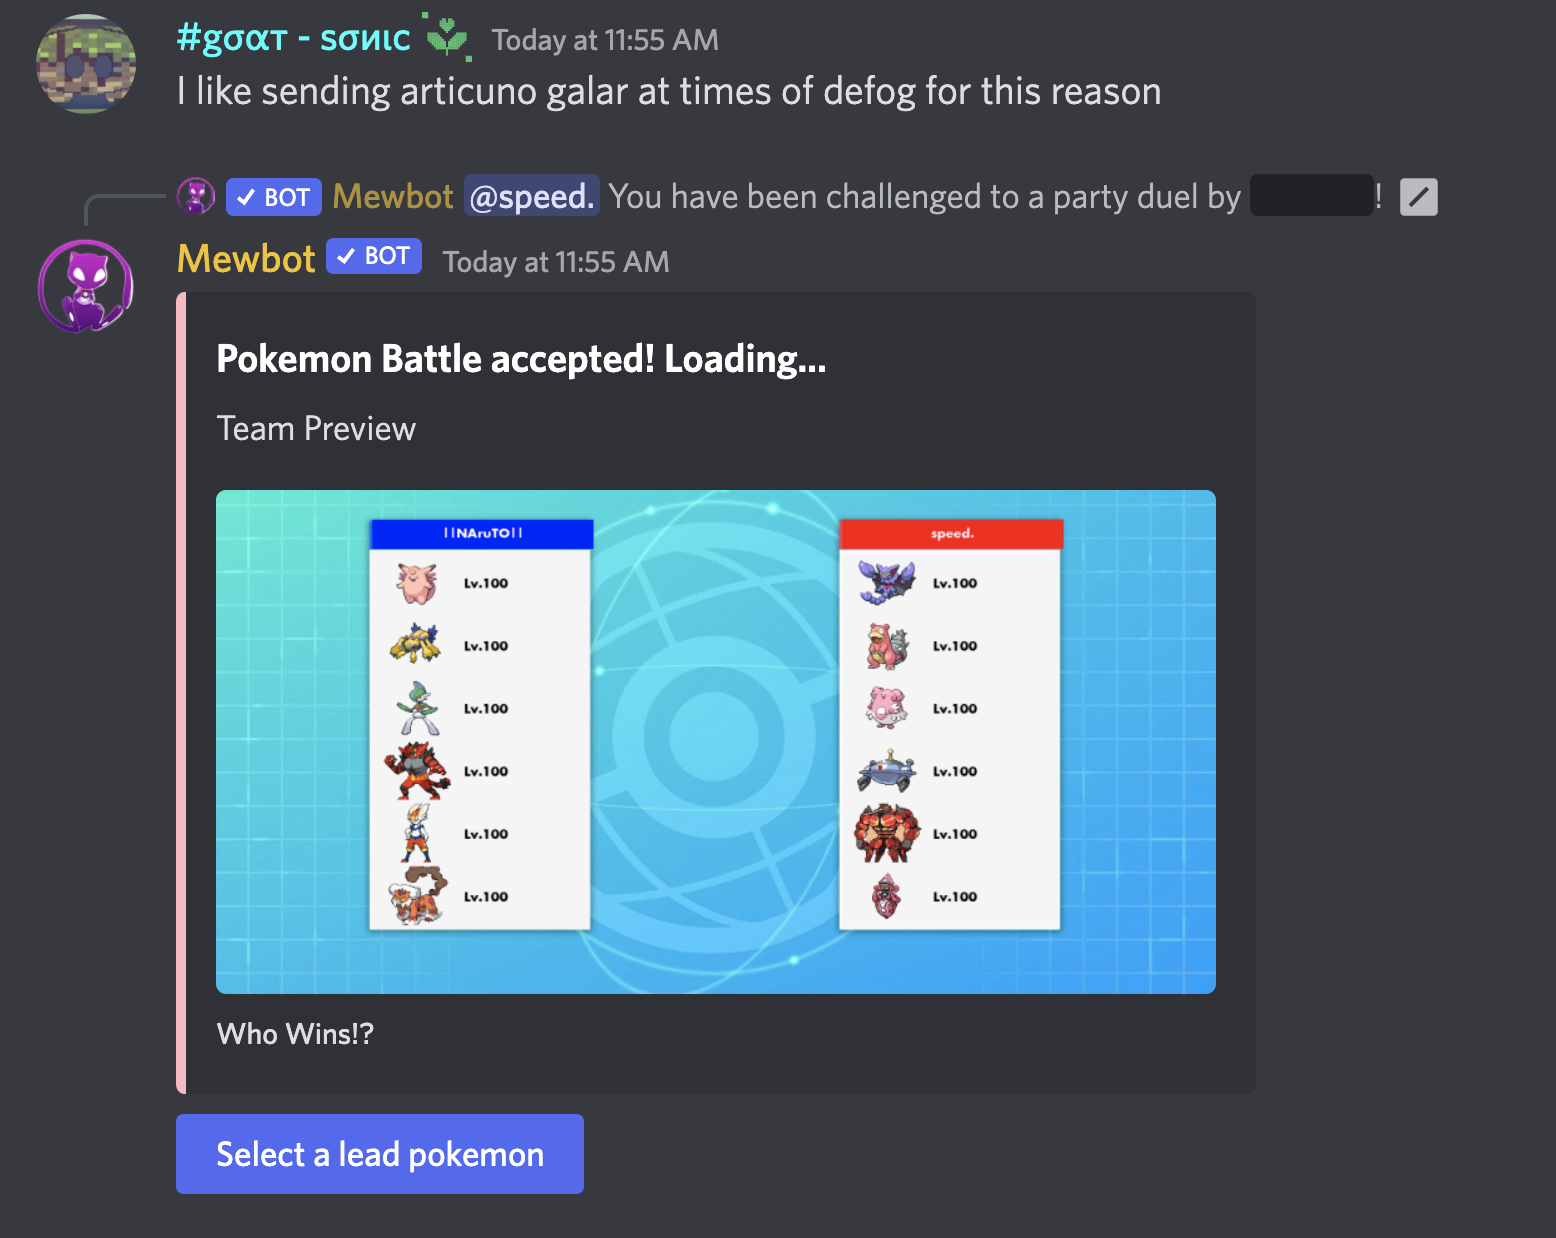 #gσαт - ѕσиιc Today at 11:55 AM
I like sending articuno galar at times of defog for this reason
BOT Mewbot @speed. You have been challenged to a party duel by !
Mewbot BOT Today at 11:55 AM
Pokemon Battle accepted! Loading...
Team Preview
||NAruTO||
Lv.100
Lv.100
Lv.100
Lv.100
Lv.100
Lv.100
speed.
Lv.100
Lv.100
Lv.100
Lv.100
Lv.100
Lv.100
Who Wins!?
Select a lead pokemon